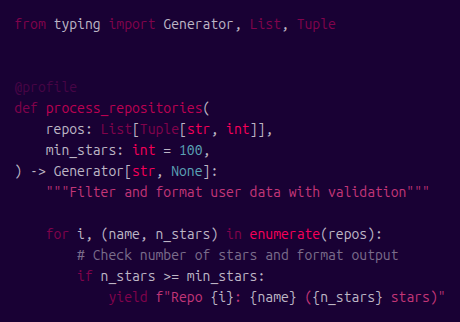 from typing import Generator, List, Tuple
@profile
def process_repositories(
    repos: List[Tuple[str, int]],
    min_stars: int = 100,
) -> Generator[str, None]:
    """Filter and format user data with validation"""
    for i, (name, n_stars) in enumerate(repos):
        # Check number of stars and format output
        if n_stars >= min_stars:
            yield f"Repo {i}: {name} ({n_stars} stars)"